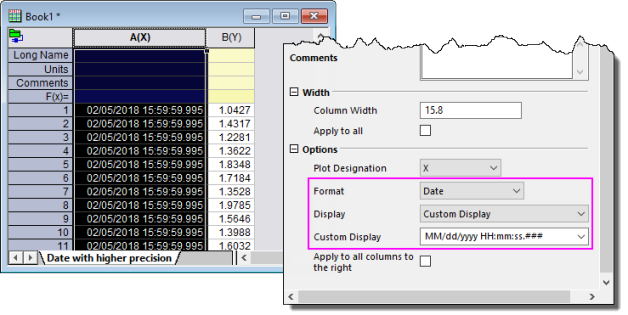 Book1 *
A(X) B(Y)
Long Name
Units
Comments
F(x)=
1 02/05/2018 15:59:59.995 1.0427
2 02/05/2018 15:59:59.995 1.4317
3 02/05/2018 15:59:59.995 1.2281
4 02/05/2018 15:59:59.995 1.3622
5 02/05/2018 15:59:59.995 1.8348
6 02/05/2018 15:59:59.995 1.7184
7 02/05/2018 15:59:59.995 1.3528
8 02/05/2018 15:59:59.995 1.9785
9 02/05/2018 15:59:59.995 1.5646
10 02/05/2018 15:59:59.995 1.3988
11 02/05/2018 15:59:59.995 1.6032
Date with higher precision
Comments
Width
Column Width 15.8
Apply to all
Options
Plot Designation X
Format Date
Display Custom Display
Custom Display MM/dd/yyyy HH:mm:ss.###
Apply to all columns to
the right